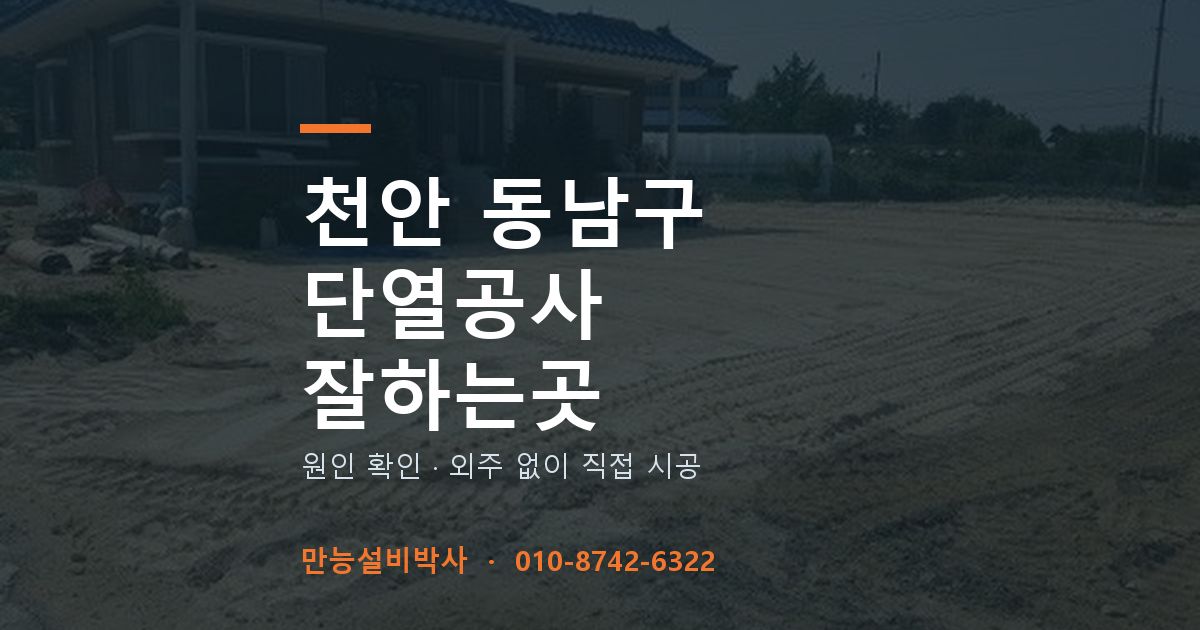 천안 동남구
단열공사
잘하는곳
원인 확인 · 외주 없이 직접 시공
만능설비박사 · 010-8742-6322